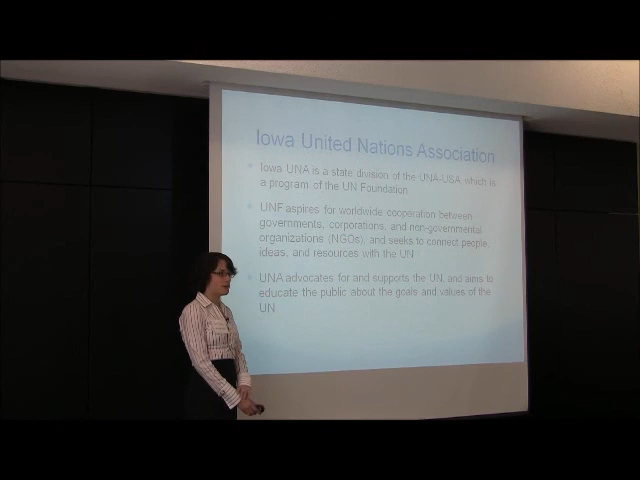 Iowa United Nations Association
Iowa UNA is a state division of the UNA-USA, which is
a program of the UN Foundation
UNF aspires for worldwide cooperation between
governments, corporations, and non-governmental
organizations (NGOs), and seeks to connect people,
ideas, and resources with the UN
UNA advocates for and supports the UN, and aims to
educate the public about the goals and values of the
UN